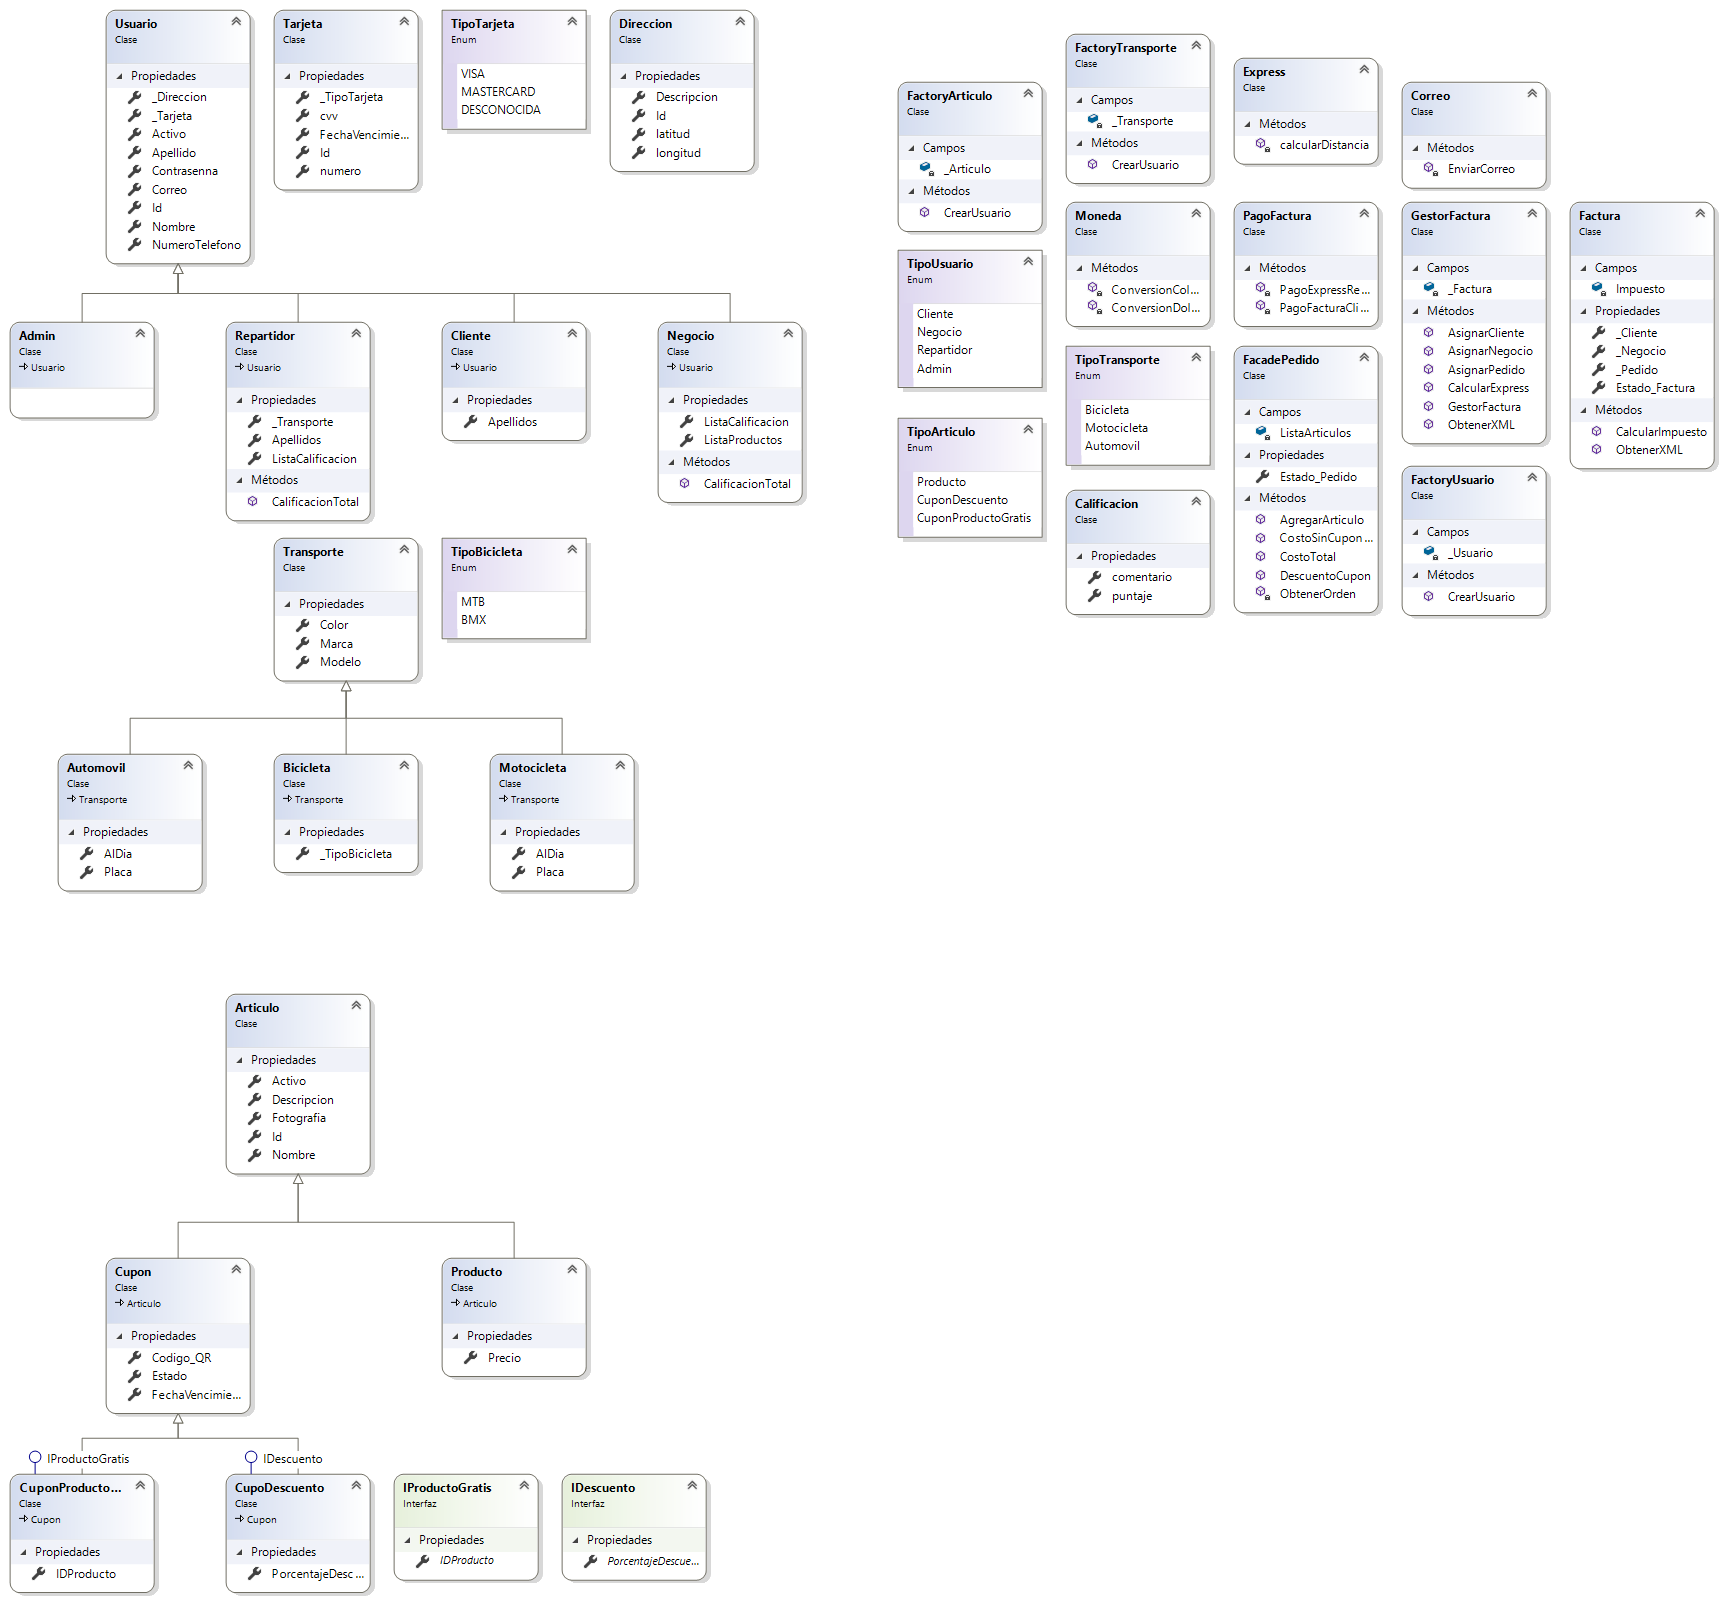 Usuario
Clase
Propiedades
_Direccion
_Tarjeta
Activo
Apellido
Contrasenna
Correo
Id
Nombre
NumeroTelefono
Tarjeta
Clase
Propiedades
_TipoTarjeta
cvv
FechaVencimie...
Id
numero
TipoTarjeta
Enum
VISA
MASTERCARD
DESCONOCIDA
Direccion
Clase
Propiedades
Descripcion
Id
latitud
longitud
Admin
Clase
Usuario
Repartidor
Clase
Usuario
Propiedades
_Transporte
Apellidos
ListaCalificacion
Métodos
CalificacionTotal
Cliente
Clase
Usuario
Propiedades
Apellidos
Negocio
Clase
Usuario
Propiedades
ListaCalificacion
ListaProductos
Métodos
CalificacionTotal
Transporte
Clase
Propiedades
Color
Marca
Modelo
TipoBicicleta
Enum
MTB
BMX
Automovil
Clase
Transporte
Propiedades
AlDia
Placa
Bicicleta
Clase
Transporte
Propiedades
_TipoBicicleta
Motocicleta
Clase
Transporte
Propiedades
AlDia
Placa
Articulo
Clase
Propiedades
Activo
Descripcion
Fotografia
Id
Nombre
Cupon
Clase
Articulo
Propiedades
Codigo_QR
Estado
FechaVencimie...
Producto
Clase
Articulo
Propiedades
Precio
IProductoGratis
CuponProducto...
Clase
Cupon
Propiedades
IDProducto
IDescuento
CupoDescuento
Clase
Cupon
Propiedades
PorcentajeDesc...
IProductoGratis
Interfaz
Propiedades
IDProducto
IDescuento
Interfaz
Propiedades
PorcentajeDescue...
FactoryArticulo
Clase
Campos
_Articulo
Métodos
CrearUsuario
TipoUsuario
Enum
Cliente
Negocio
Repartidor
Admin
TipoArticulo
Enum
Producto
CuponDescuento
CuponProductoGratis
FactoryTransporte
Clase
Campos
_Transporte
Métodos
CrearUsuario
Moneda
Clase
Métodos
ConversionCol...
ConversionDol...
TipoTransporte
Enum
Bicicleta
Motocicleta
Automovil
Calificacion
Clase
Propiedades
comentario
puntaje
Express
Clase
Métodos
calcularDistancia
PagoFactura
Clase
Métodos
PagoExpressRe...
PagoFacturaCli...
FacadePedido
Clase
Campos
ListaArticulos
Propiedades
Estado_Pedido
Métodos
AgregarArticulo
CostoSinCupon...
CostoTotal
DescuentoCupon
ObtenerOrden
Correo
Clase
Métodos
EnviarCorreo
GestorFactura
Clase
Campos
_Factura
Métodos
AsignarCliente
AsignarNegocio
AsignarPedido
CalcularExpress
GestorFactura
ObtenerXML
FactoryUsuario
Clase
Campos
_Usuario
Métodos
CrearUsuario
Factura
Clase
Campos
Impuesto
Propiedades
_Cliente
_Negocio
_Pedido
Estado_Factura
Métodos
CalcularImpuesto
ObtenerXML